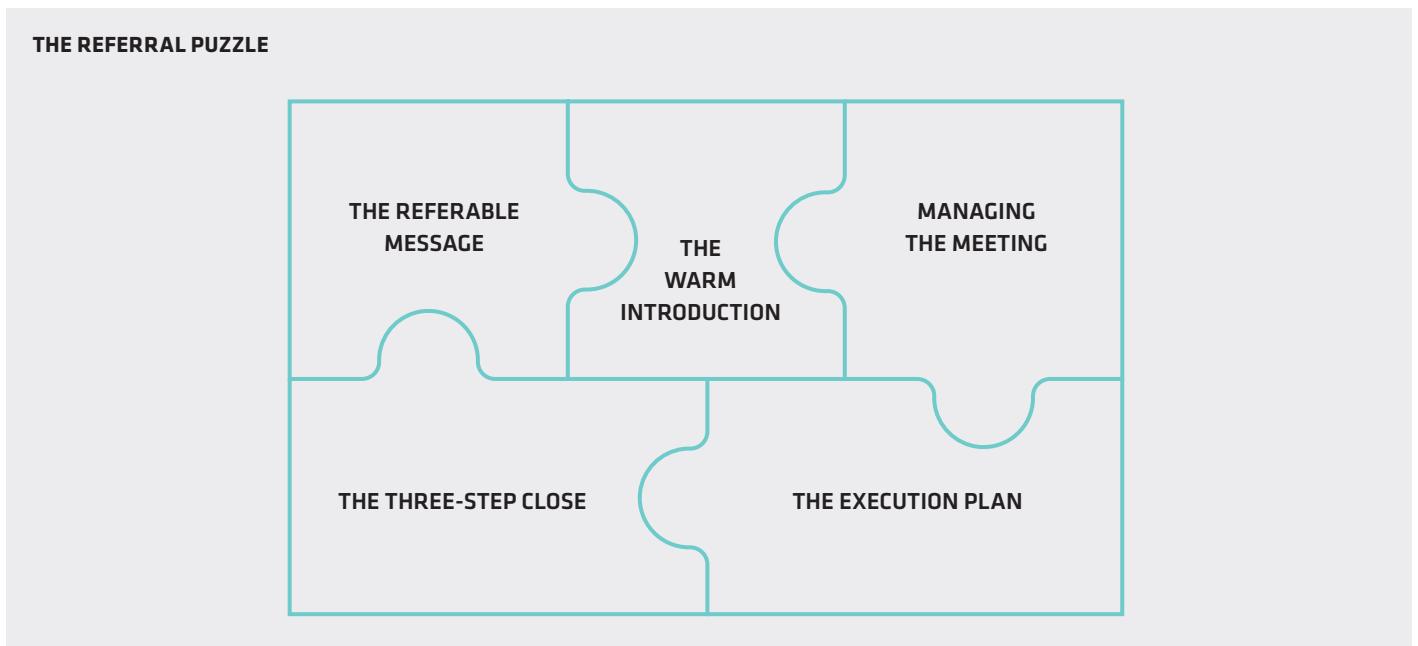 THE REFERRAL PUZZLE
THE REFERABLE
MESSAGE
THE
WARM
INTRODUCTION
MANAGING
THE MEETING
THE THREE-STEP CLOSE
THE EXECUTION PLAN